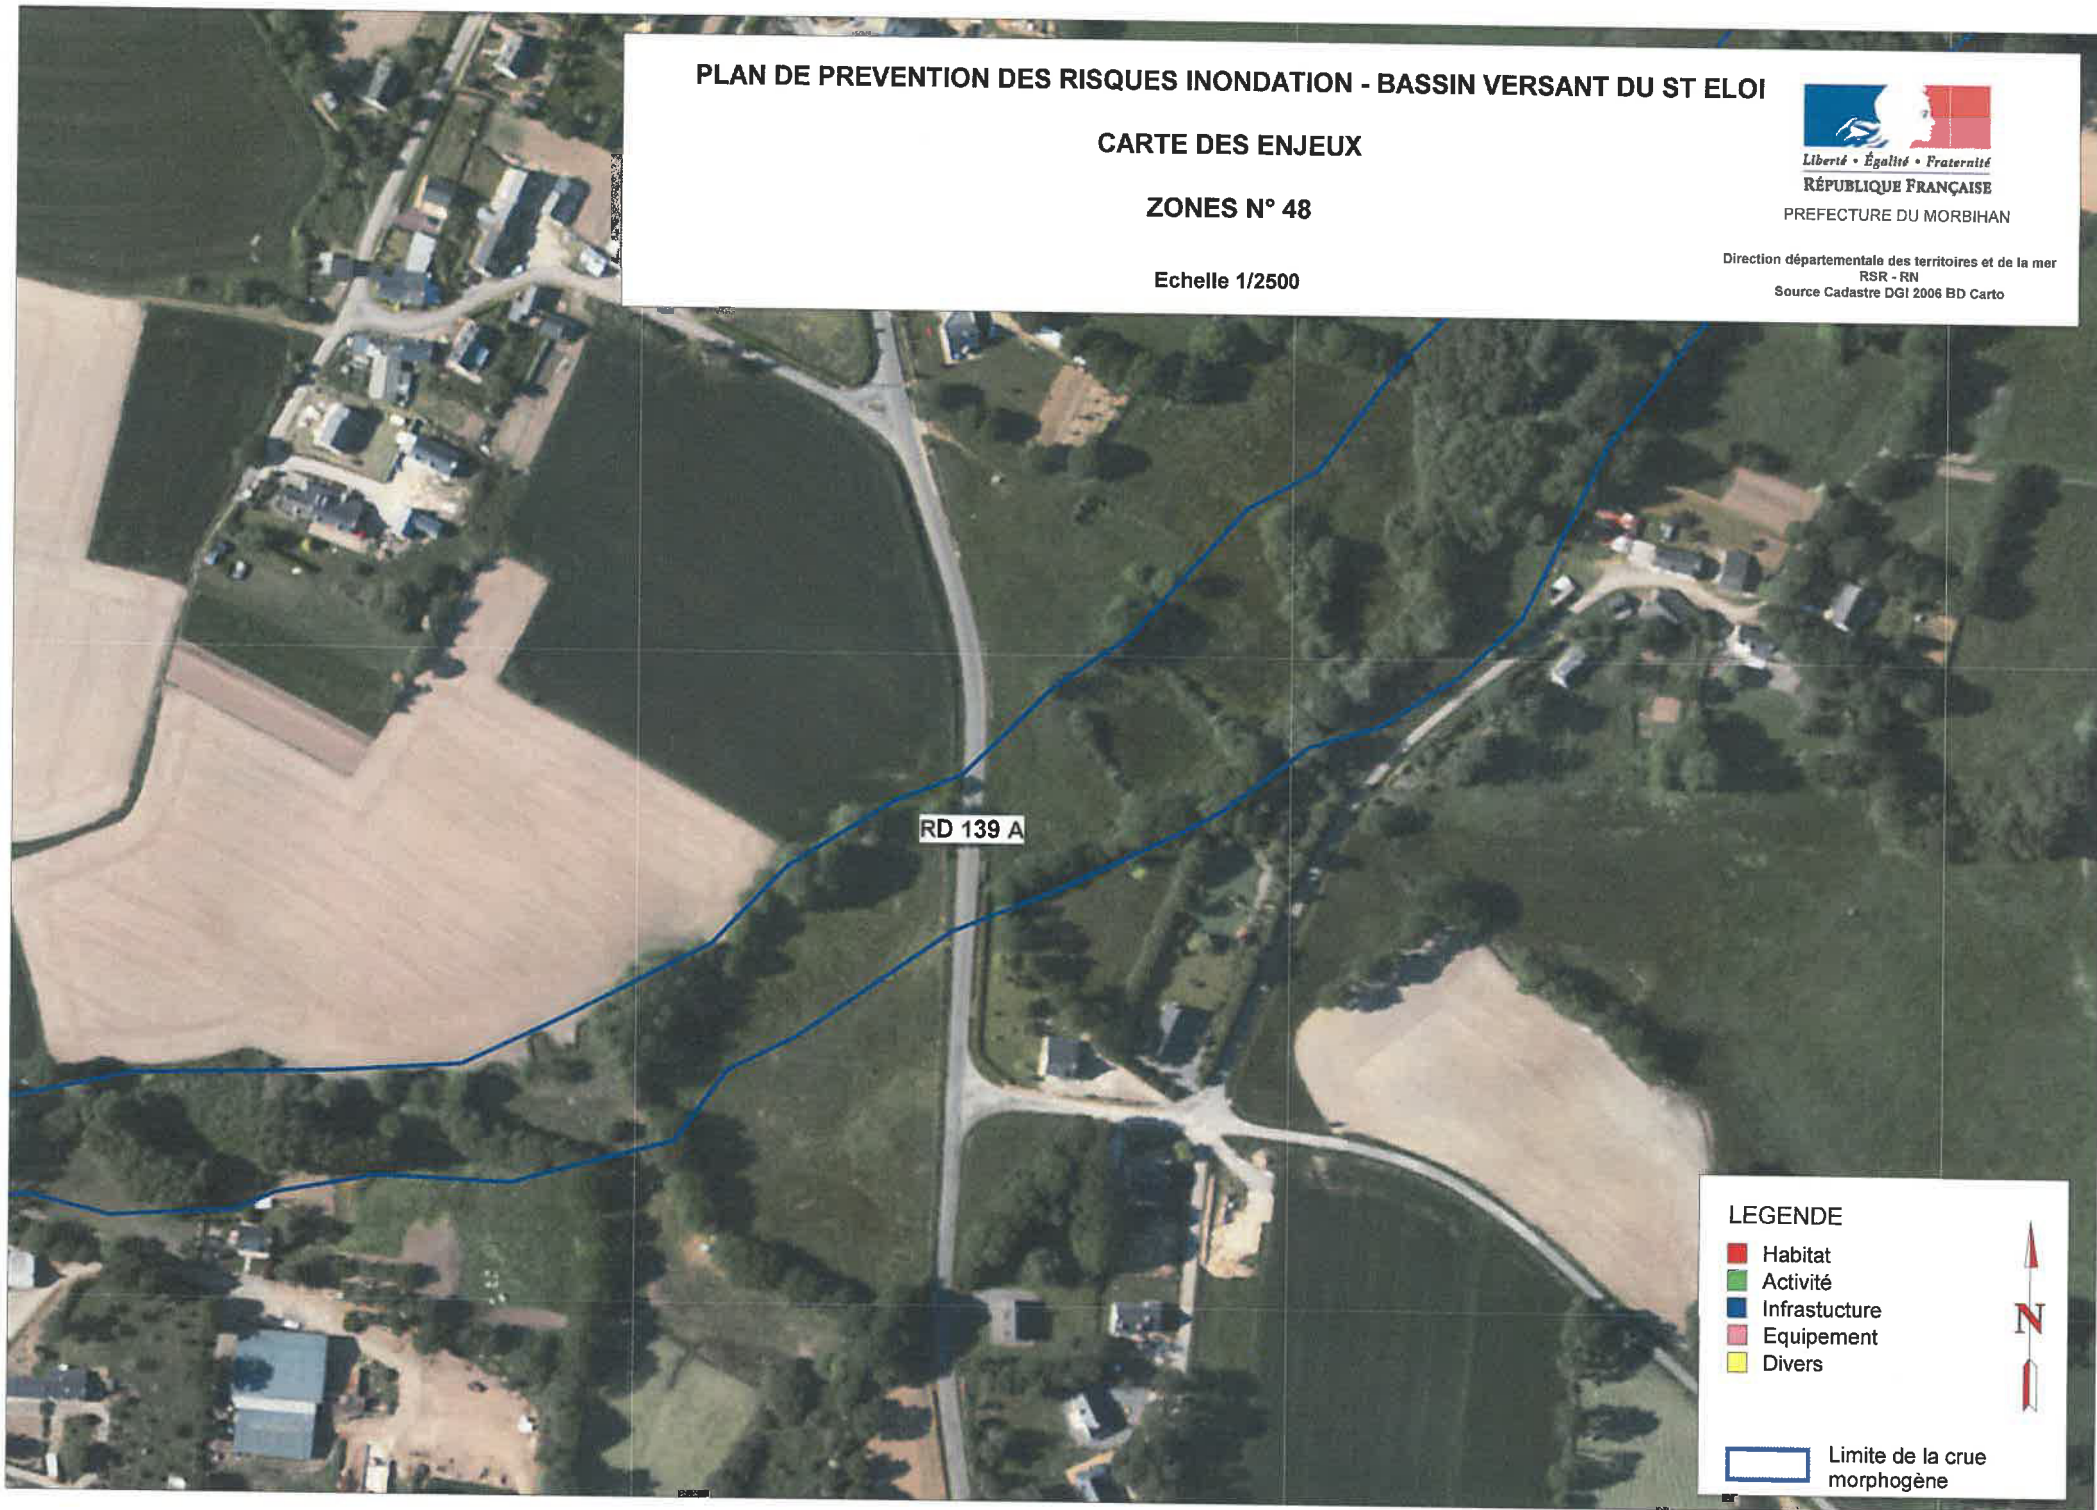 PLAN DE PREVENTION DES RISQUES INONDATION - BASSIN VERSANT DU ST ELOI
CARTE DES ENJEUX
ZONES N° 48
Echelle 1/2500
Liberté • Égalité • Fraternité
RÉPUBLIQUE FRANÇAISE
PREFECTURE DU MORBIHAN
Direction départementale des territoires et de la mer
RSR - RN
Source Cadastre DGI 2006 BD Carto
RD 139 A
LEGENDE
Habitat
Activité
Infrastucture
Equipement
Divers
N
Limite de la crue
morphogène